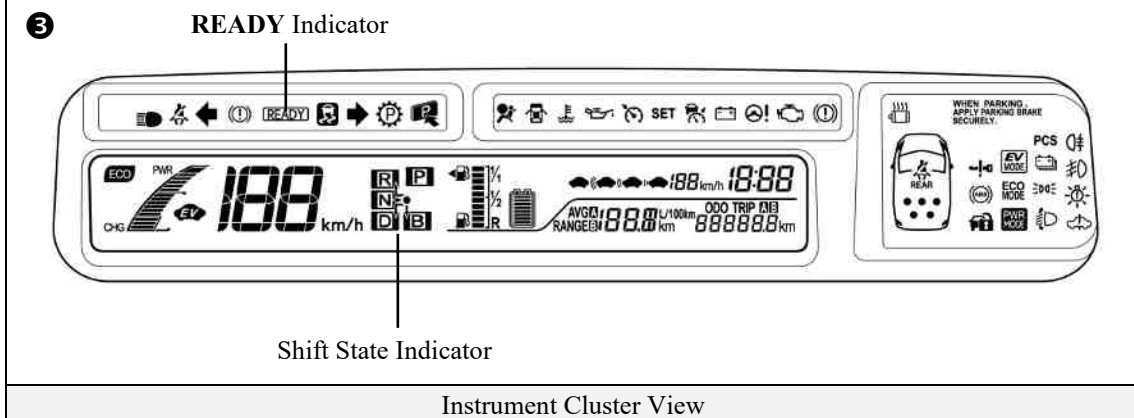 ❸
READY Indicator
READY
P
P
SET
WHEN PARKING,
APPLY PARKING BRAKE
SECURELY.
PCS
EV
MODE
REAR
ABS
ECO
MODE
PWR
MODE
ECO
PWR
EV
CHG
188
km/h
R
P
N
D
B
1/1
1/2
R
188 km/h
18:88
AVG A
RANGE B
188.8
L/100km
km
ODO TRIP A B
88888.8 km
Shift State Indicator
Instrument Cluster View